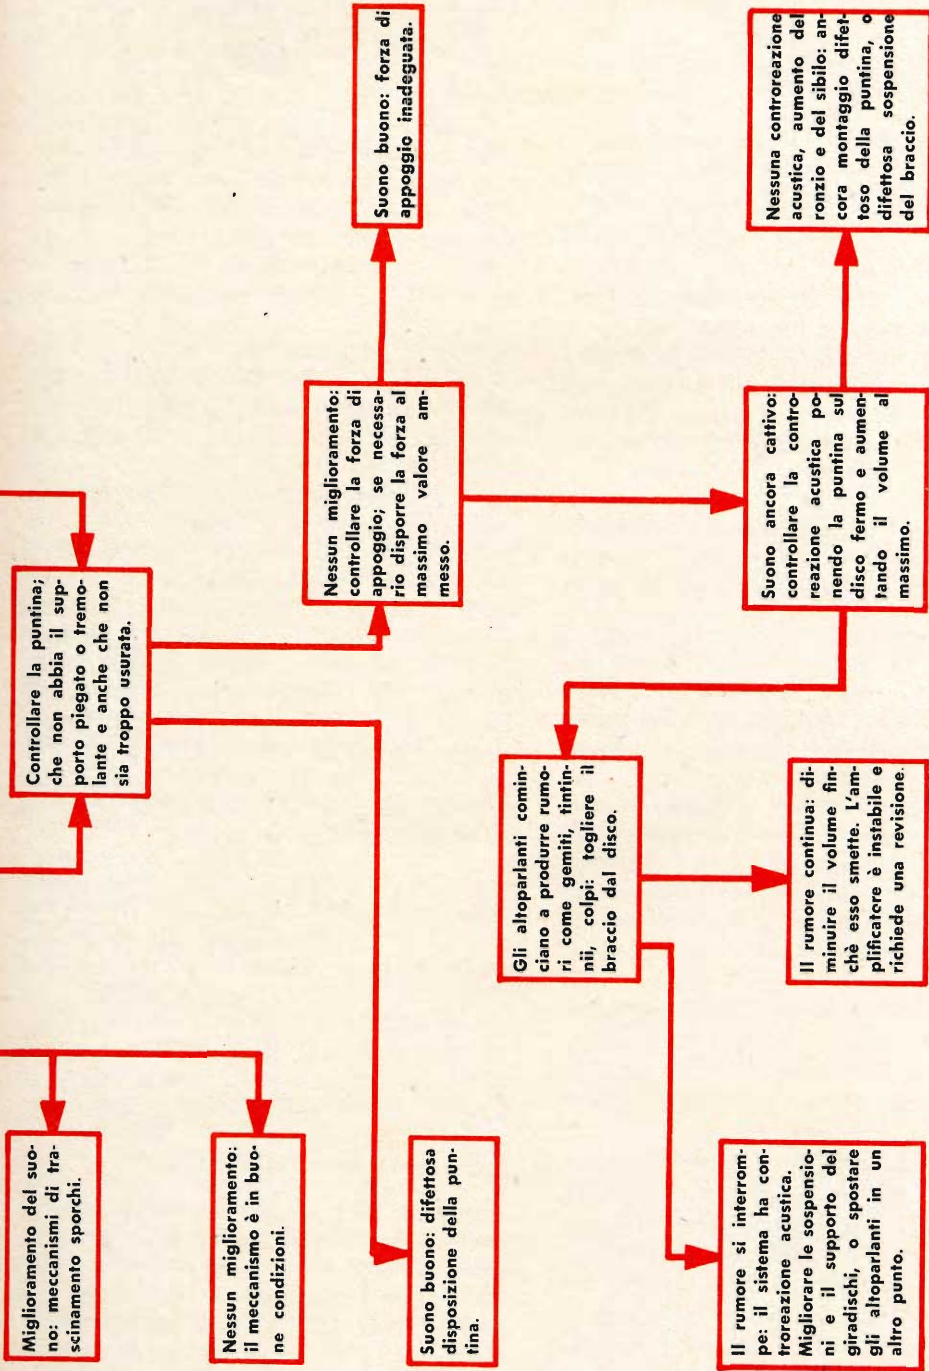 Miglioramento del suo-
no: meccanismi di tra-
scinamento sporchi.
Nessun miglioramento:
il meccanismo è in buo-
ne condizioni.
Controllare la puntina;
che non abbia il sup-
porto piegato o tremo-
lante e anche che non
sia troppo usurata.
Suono buono: difettosa
disposizione della pun-
tina.
Nessun miglioramento:
controllare la forza di
appoggio; se necessa-
rio disporre la forza al
massimo valore am-
messo.
Suono buono: forza di
appoggio inadeguata.
Suono ancora cattivo:
controllare la contro-
reazione acustica po-
nendo la puntina sul
disco fermo e aumen-
tando il volume al
massimo.
Nessuna controreazione
acustica, aumento del
ronzio e del sibilo: an-
cora montaggio difet-
toso della puntina, o
difettosa sospensione
del braccio.
Gli altoparlanti comin-
ciano a produrre rumo-
ri come gemiti, tintin-
nii, colpi: togliere il
braccio dal disco.
Il rumore si interrom-
pe: il sistema ha con-
troreazione acustica.
Migliorare le sospensio-
ni e il supporto del
giradischi, o spostare
gli altoparlanti in un
altro punto.
Il rumore continua: di-
minuire il volume fin-
chè esso smette. L'am-
plificatore è instabile e
richiede una revisione.